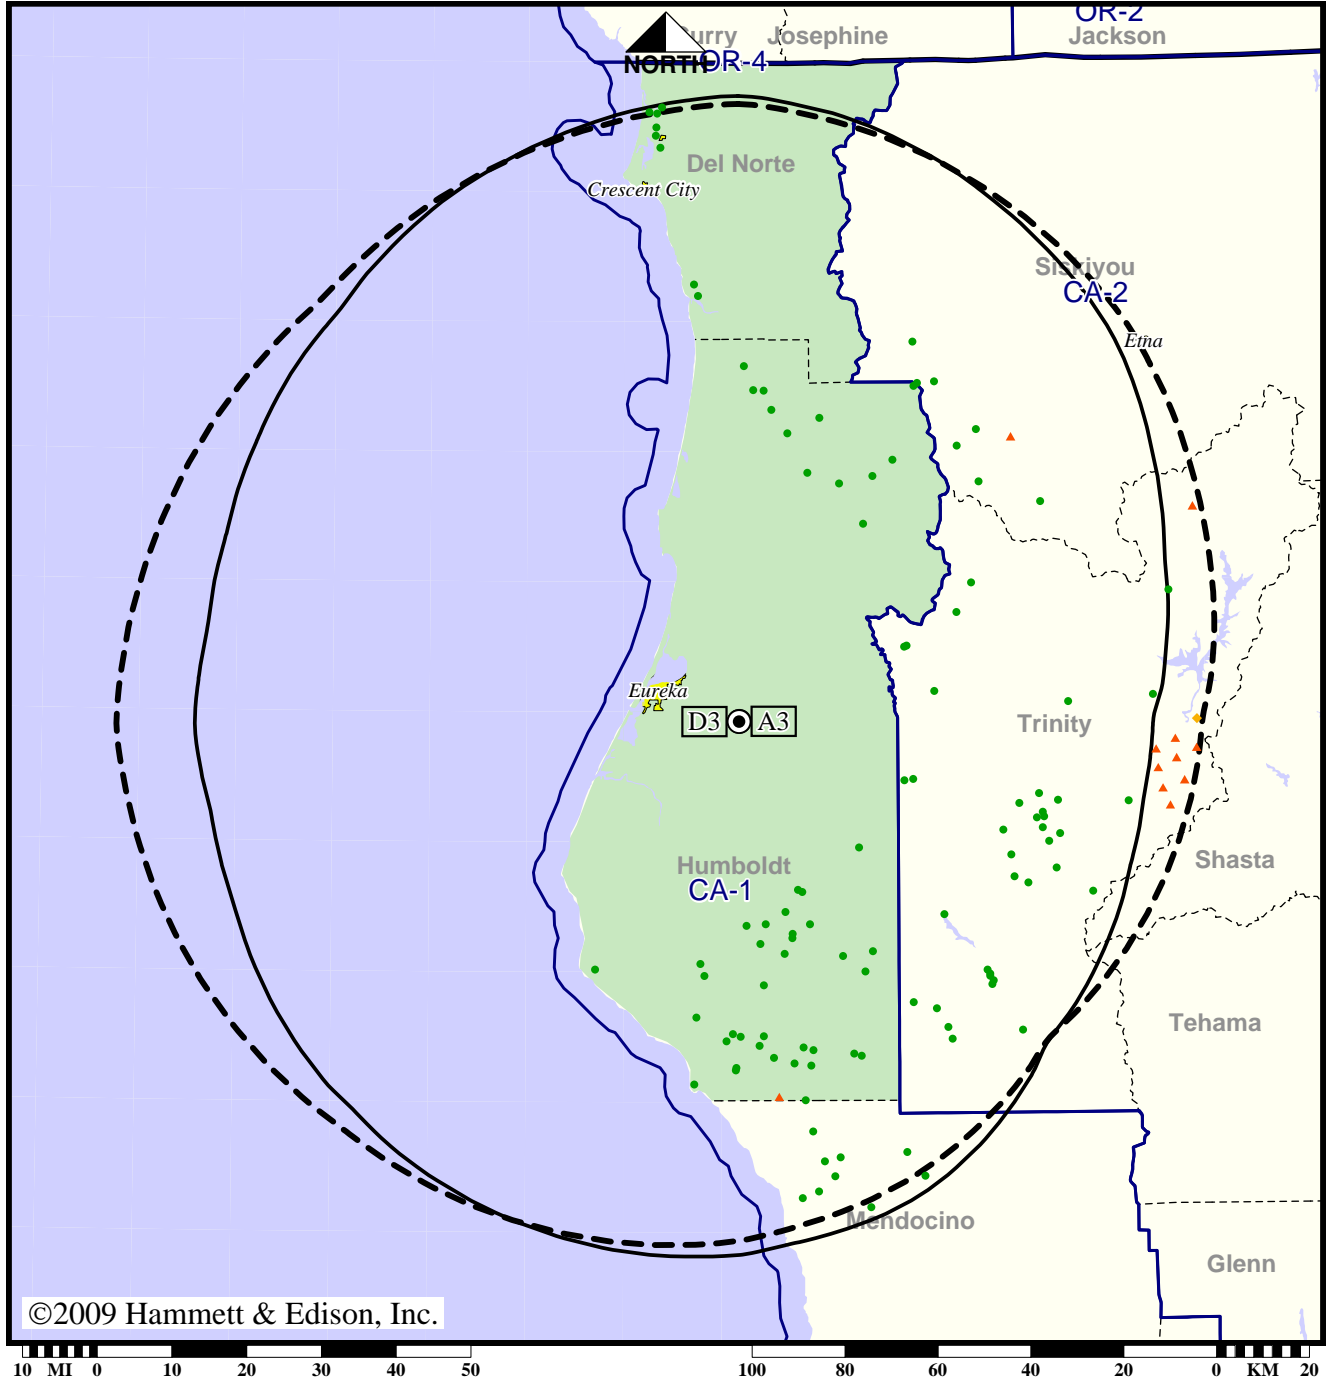 OR-2
Curry Josephine Jackson
NORTH OR-4
Del Norte
Crescent City
Siskiyou
CA-2
Etna
Eureka
D3 A3
Trinity
Humboldt
CA-1
Shasta
Tehama
Mendocino
Glenn
©2009 Hammett & Edison, Inc.
10 MI 0 10 20 30 40 50 100 80 60 40 20 0 KM 20